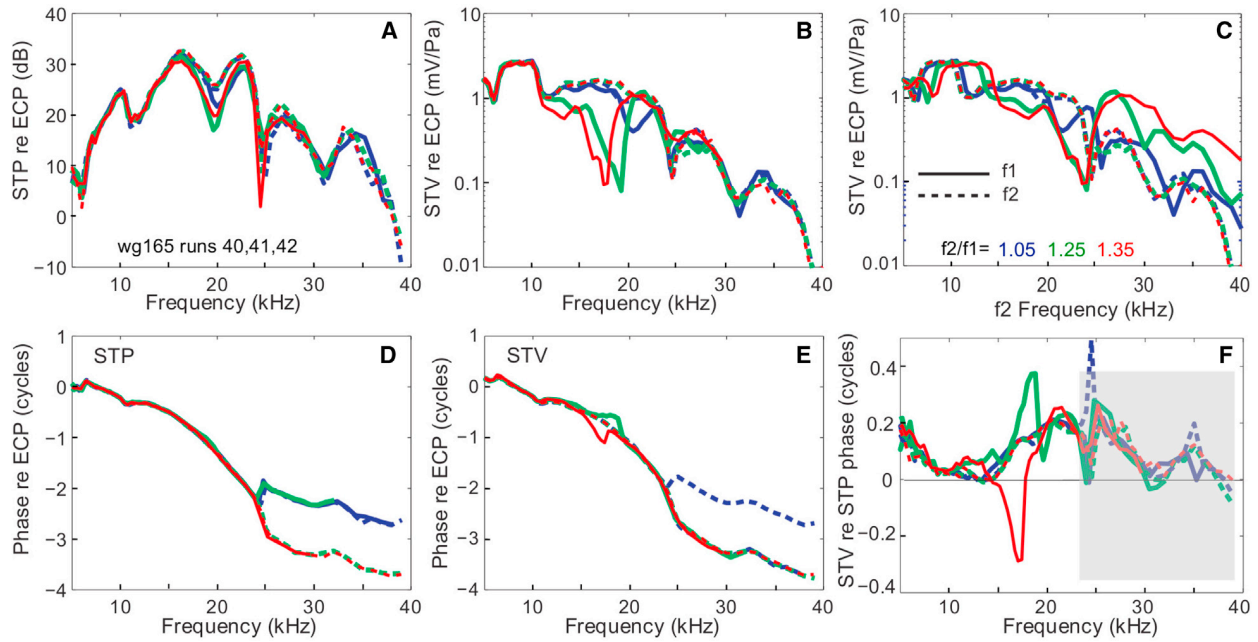 A
STP re ECP (dB)
40
30
20
10
0
−10
wg165 runs 40,41,42
10 20 30 40
Frequency (kHz)
B
STV re ECP (mV/Pa)
10
1
0.1
0.01
10 20 30 40
Frequency (kHz)
C
STV re ECP (mV/Pa)
10
1
0.1
0.01
f1
f2
f2/f1= 1.05 1.25 1.35
10 20 30 40
f2 Frequency (kHz)
D
STP
Phase re ECP (cycles)
1
0
−1
−2
−3
−4
10 20 30 40
Frequency (kHz)
E
STV
Phase re ECP (cycles)
1
0
−1
−2
−3
−4
10 20 30 40
Frequency (kHz)
F
STV re STP phase (cycles)
0.4
0.2
0
-0.2
-0.4
10 20 30 40
Frequency (kHz)